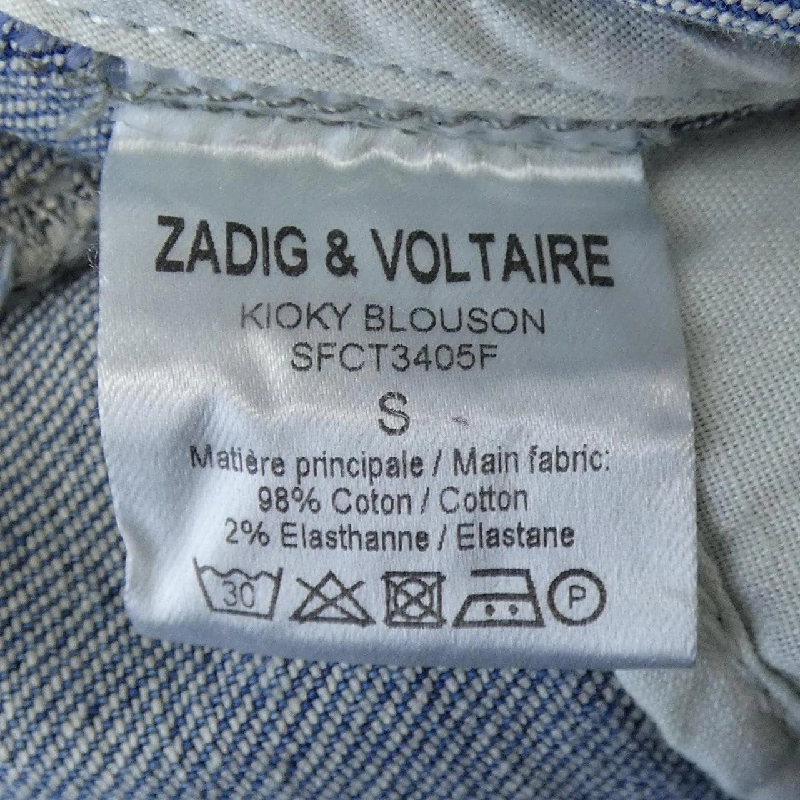 ZADIG & VOLTAIRE
KIOKY BLOUSON
SFCT3405F
S
Matière principale / Main fabric:
98% Coton / Cotton
2% Elasthanne / Elastane
30 P